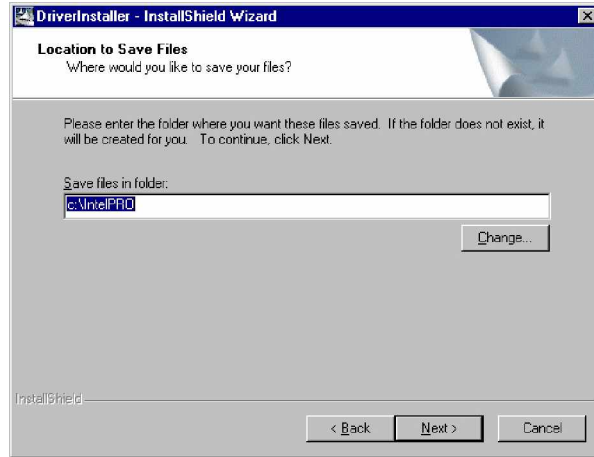 DriverInstaller - InstallShield Wizard
Location to Save Files
Where would you like to save your files?
Please enter the folder where you want these files saved. If the folder does not exist, it
will be created for you. To continue, click Next.
Save files in folder:
c:\IntelPRO
Change...
InstallShield
< Back
Next >
Cancel